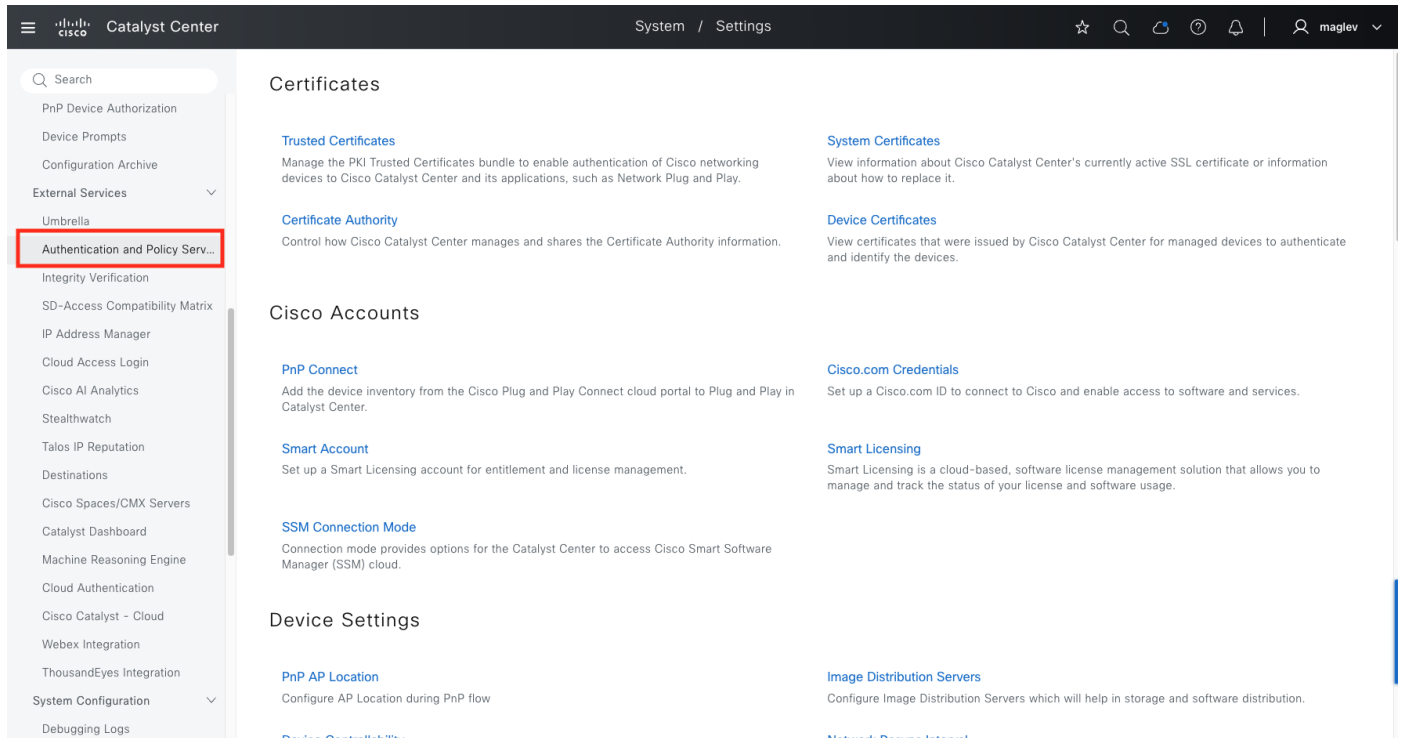 CISCO Catalyst Center
System / Settings
maglev
Search
PnP Device Authorization
Device Prompts
Configuration Archive
External Services
Umbrella
Authentication and Policy Serv...
Integrity Verification
SD-Access Compatibility Matrix
IP Address Manager
Cloud Access Login
Cisco AI Analytics
Stealthwatch
Talos IP Reputation
Destinations
Cisco Spaces/CMX Servers
Catalyst Dashboard
Machine Reasoning Engine
Cloud Authentication
Cisco Catalyst - Cloud
Webex Integration
ThousandEyes Integration
System Configuration
Debugging Logs
Certificates
Trusted Certificates
Manage the PKI Trusted Certificates bundle to enable authentication of Cisco networking
devices to Cisco Catalyst Center and its applications, such as Network Plug and Play.
System Certificates
View information about Cisco Catalyst Center's currently active SSL certificate or information
about how to replace it.
Certificate Authority
Control how Cisco Catalyst Center manages and shares the Certificate Authority information.
Device Certificates
View certificates that were issued by Cisco Catalyst Center for managed devices to authenticate
and identify the devices.
Cisco Accounts
PnP Connect
Add the device inventory from the Cisco Plug and Play Connect cloud portal to Plug and Play in
Catalyst Center.
Cisco.com Credentials
Set up a Cisco.com ID to connect to Cisco and enable access to software and services.
Smart Account
Set up a Smart Licensing account for entitlement and license management.
Smart Licensing
Smart Licensing is a cloud-based, software license management solution that allows you to
manage and track the status of your license and software usage.
SSM Connection Mode
Connection mode provides options for the Catalyst Center to access Cisco Smart Software
Manager (SSM) cloud.
Device Settings
PnP AP Location
Configure AP Location during PnP flow
Image Distribution Servers
Configure Image Distribution Servers which will help in storage and software distribution.